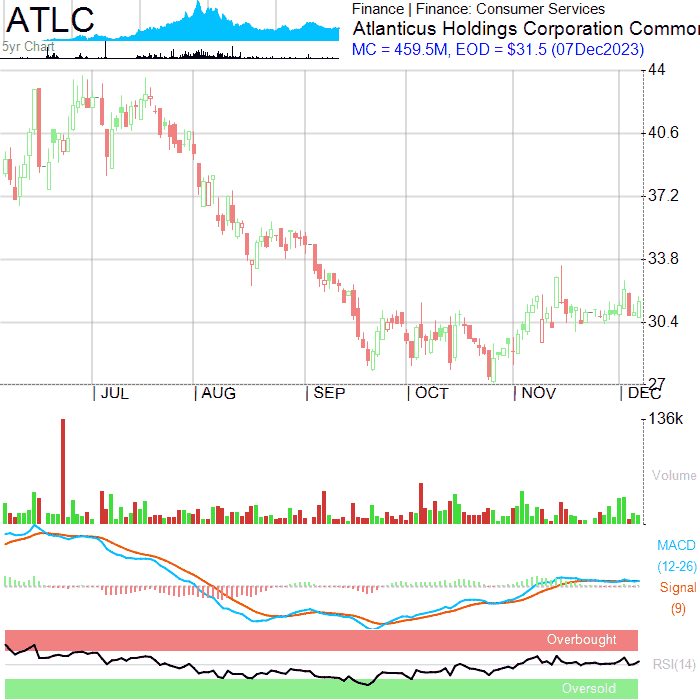 ATLC
5yr Chart
Finance | Finance: Consumer Services
Atlanticus Holdings Corporation Commo
MC = 459.5M, EOD = $31.5 (07Dec2023)
44
40.6
37.2
33.8
30.4
27
JUL AUG SEP OCT NOV DEC
136k
Volume
MACD
(12-26)
Signal
(9)
Overbought
RSI(14)
Oversold